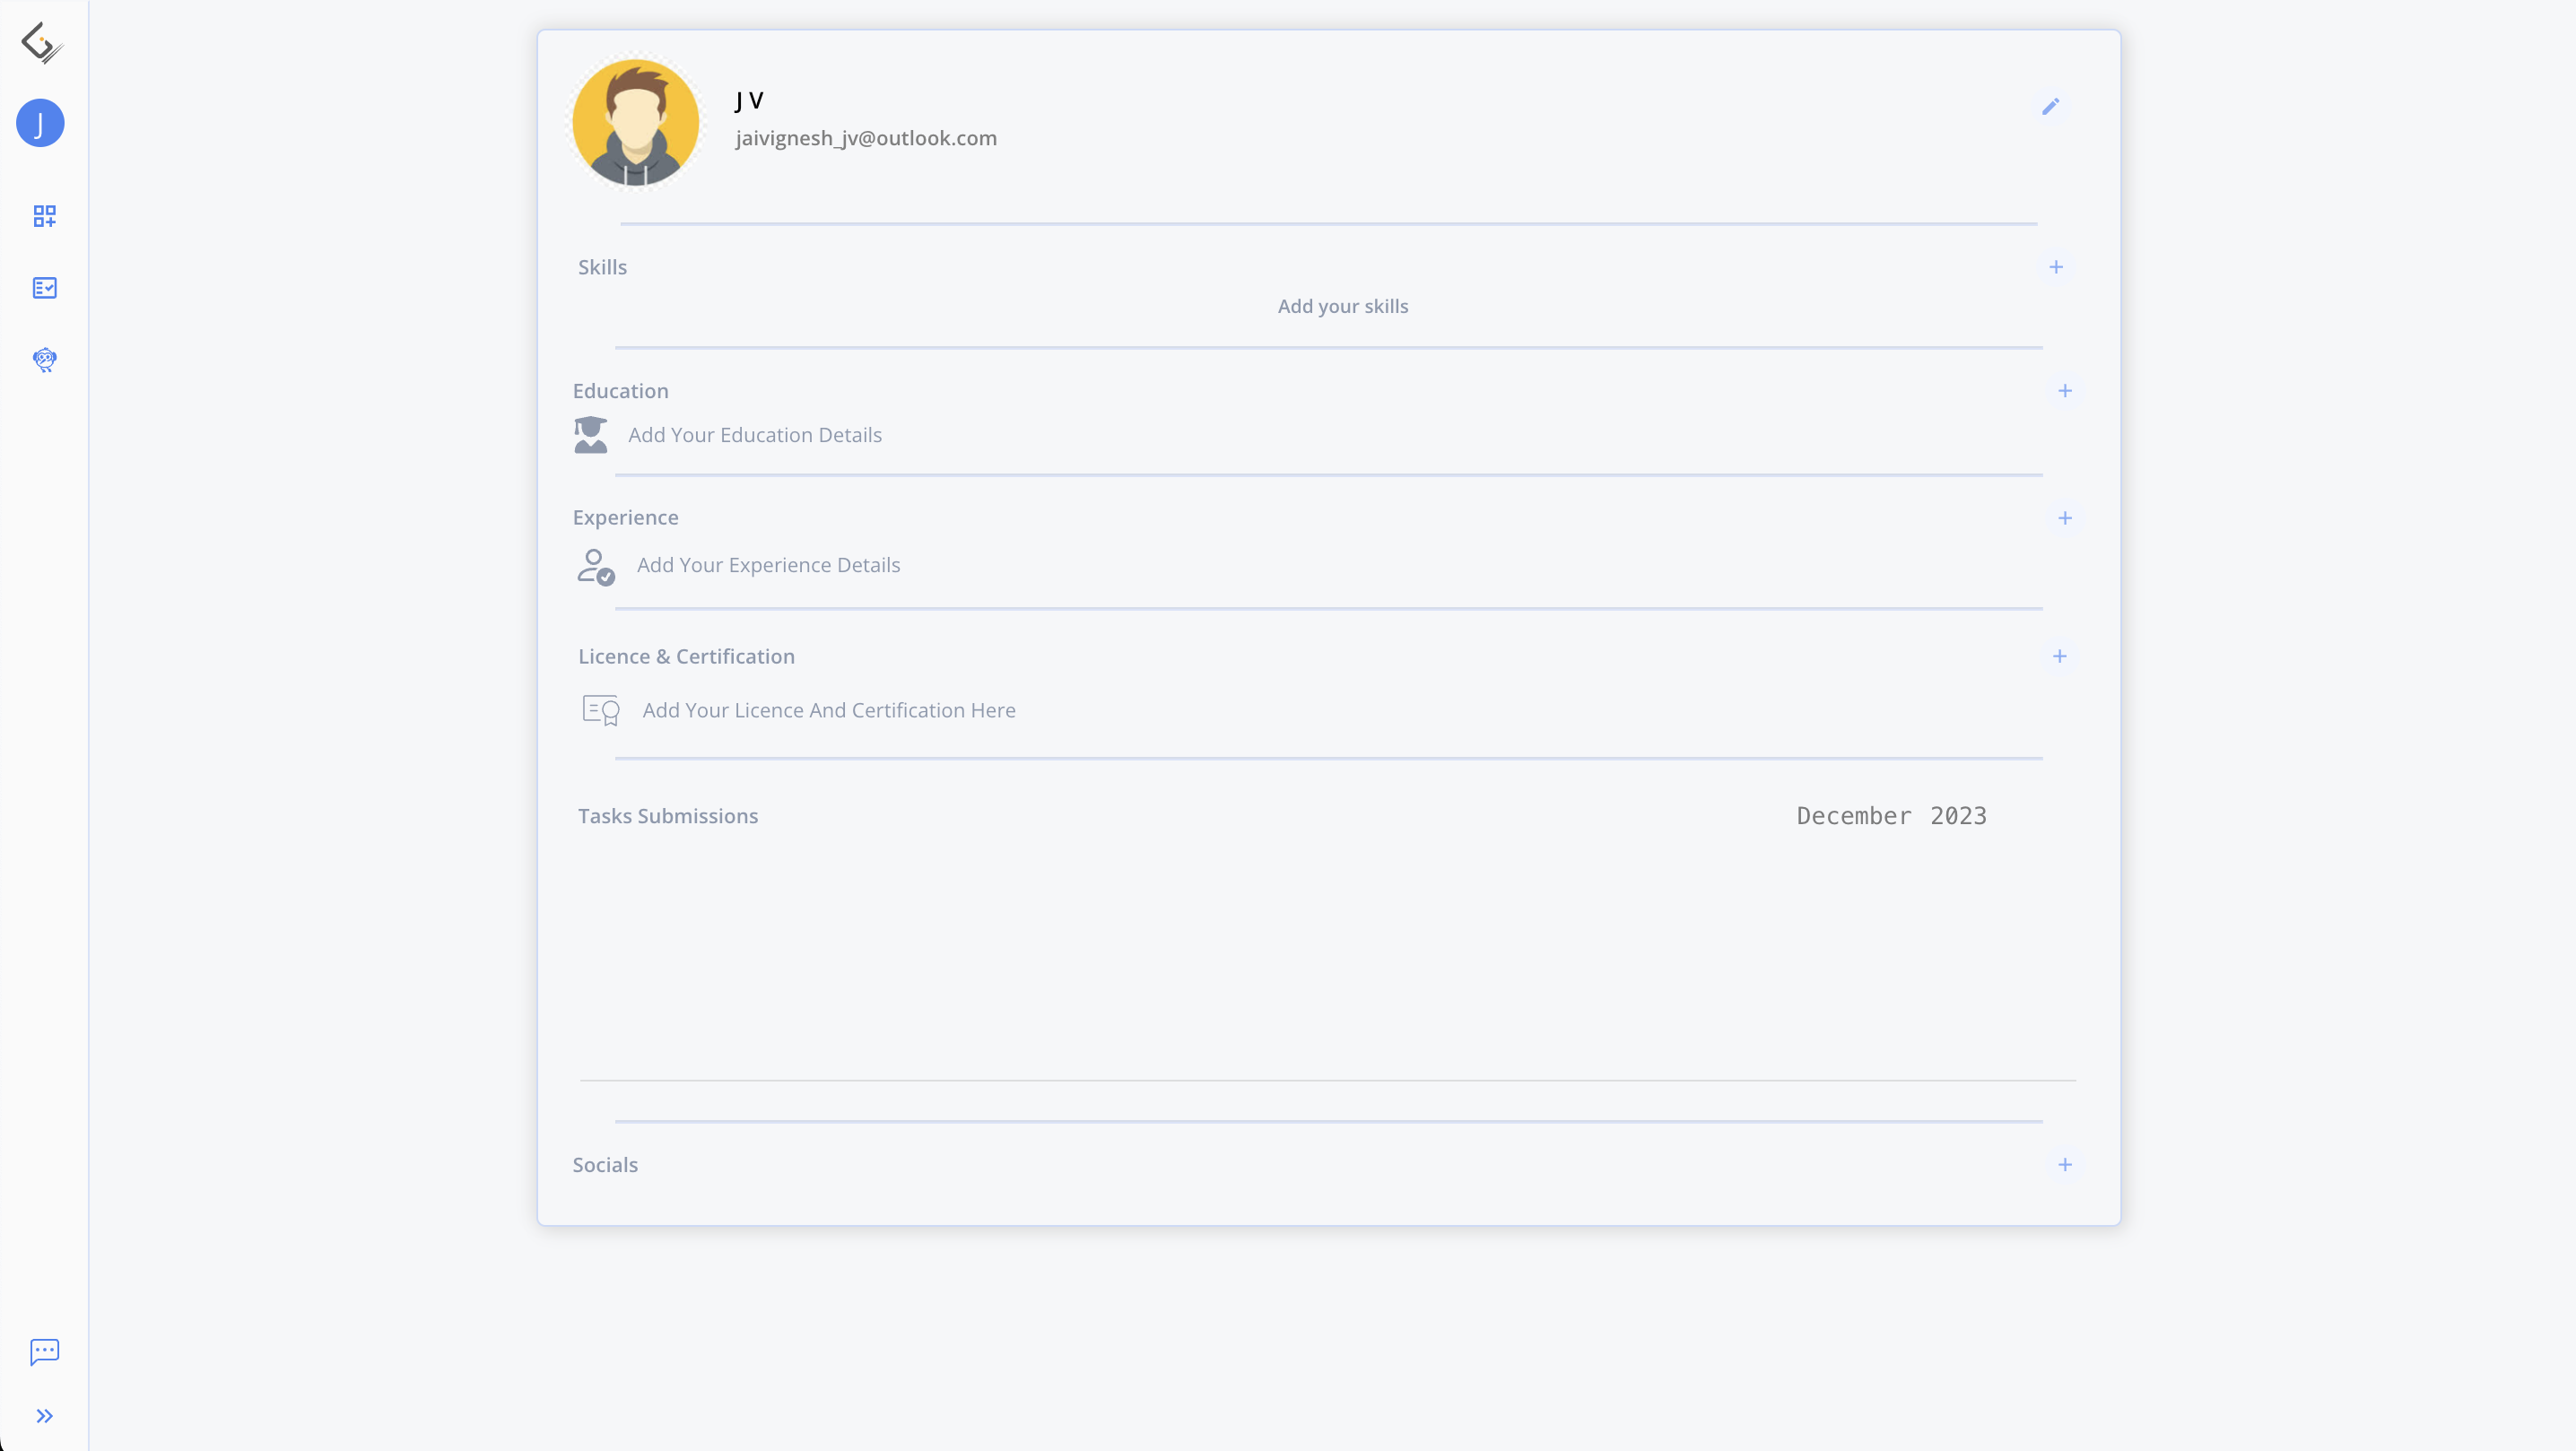 J
J V
jaivignesh_jv@outlook.com
Skills
Add your skills
Education
Add Your Education Details
Experience
Add Your Experience Details
Licence & Certification
Add Your Licence And Certification Here
Tasks Submissions
December 2023
Socials